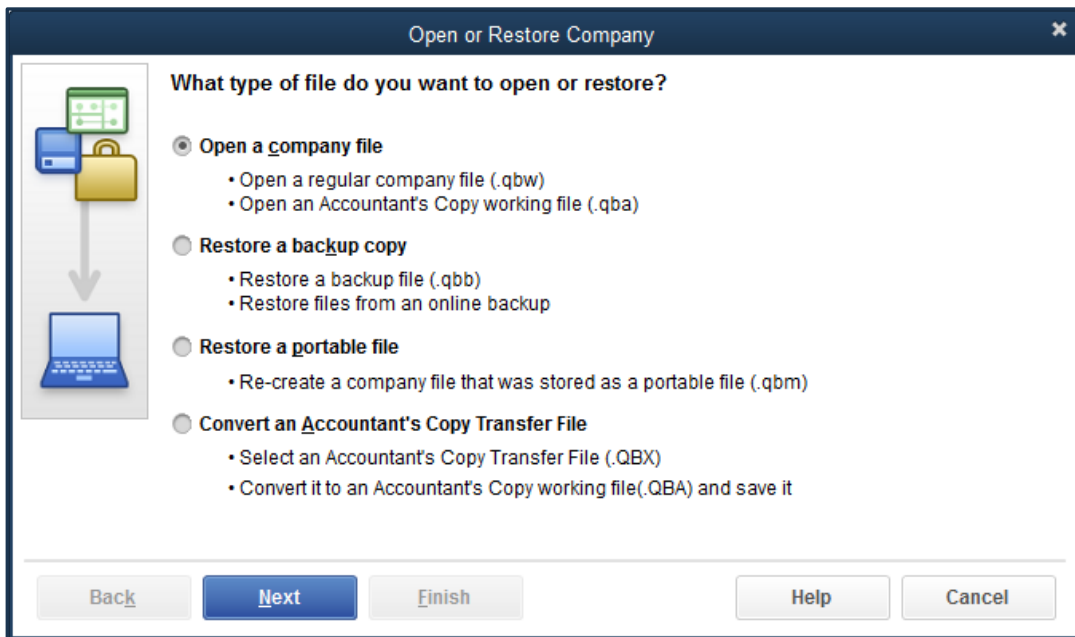 Open or Restore Company
What type of file do you want to open or restore?
Open a company file
• Open a regular company file (.qbw)
• Open an Accountant's Copy working file (.qba)
Restore a backup copy
• Restore a backup file (.qbb)
• Restore files from an online backup
Restore a portable file
• Re-create a company file that was stored as a portable file (.qbm)
Convert an Accountant's Copy Transfer File
• Select an Accountant's Copy Transfer File (.QBX)
• Convert it to an Accountant's Copy working file(.QBA) and save it
Back Next Finish Help Cancel